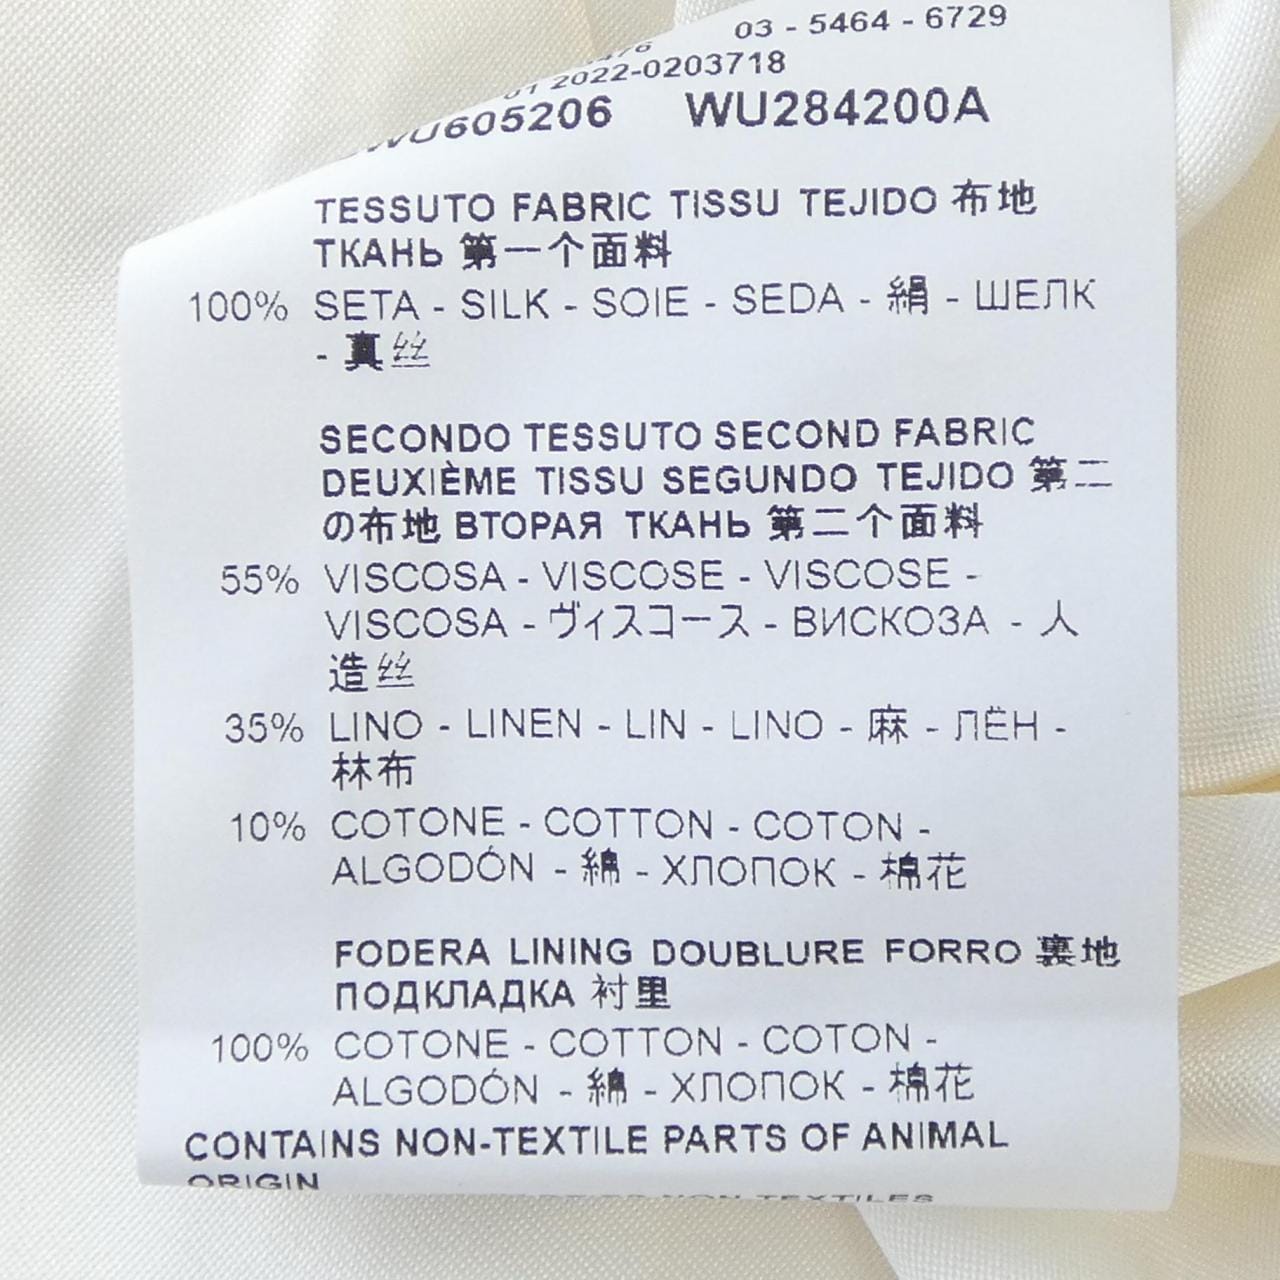 03 - 5464 - 6729
2022-0203718
WU605206 WU284200A
TESSUTO FABRIC TISSU TEJIDO 布地
ТКАНЬ 第一个面料
100% SETA - SILK - SOIE - SEDA - 絹 - ШЕЛК
- 真丝
SECONDO TESSUTO SECOND FABRIC
DEUXIÈME TISSU SEGUNDO TEJIDO 第二
の布地 ВТОРАЯ ТКАНЬ 第二个面料
55% VISCOSA - VISCOSE - VISCOSE -
VISCOSA - ヴィスコース - ВИСКОЗА - 人
造丝
35% LINO - LINEN - LIN - LINO - 麻 - ЛЁН -
林布
10% COTONE - COTTON - COTON -
ALGODÓN - 綿 - ХЛОПОК - 棉花
FODERA LINING DOUBLURE FORRO 裏地
ПОДКЛАДКА 衬里
100% COTONE - COTTON - COTON -
ALGODÓN - 綿 - ХЛОПОК - 棉花
CONTAINS NON-TEXTILE PARTS OF ANIMAL
ORIGIN